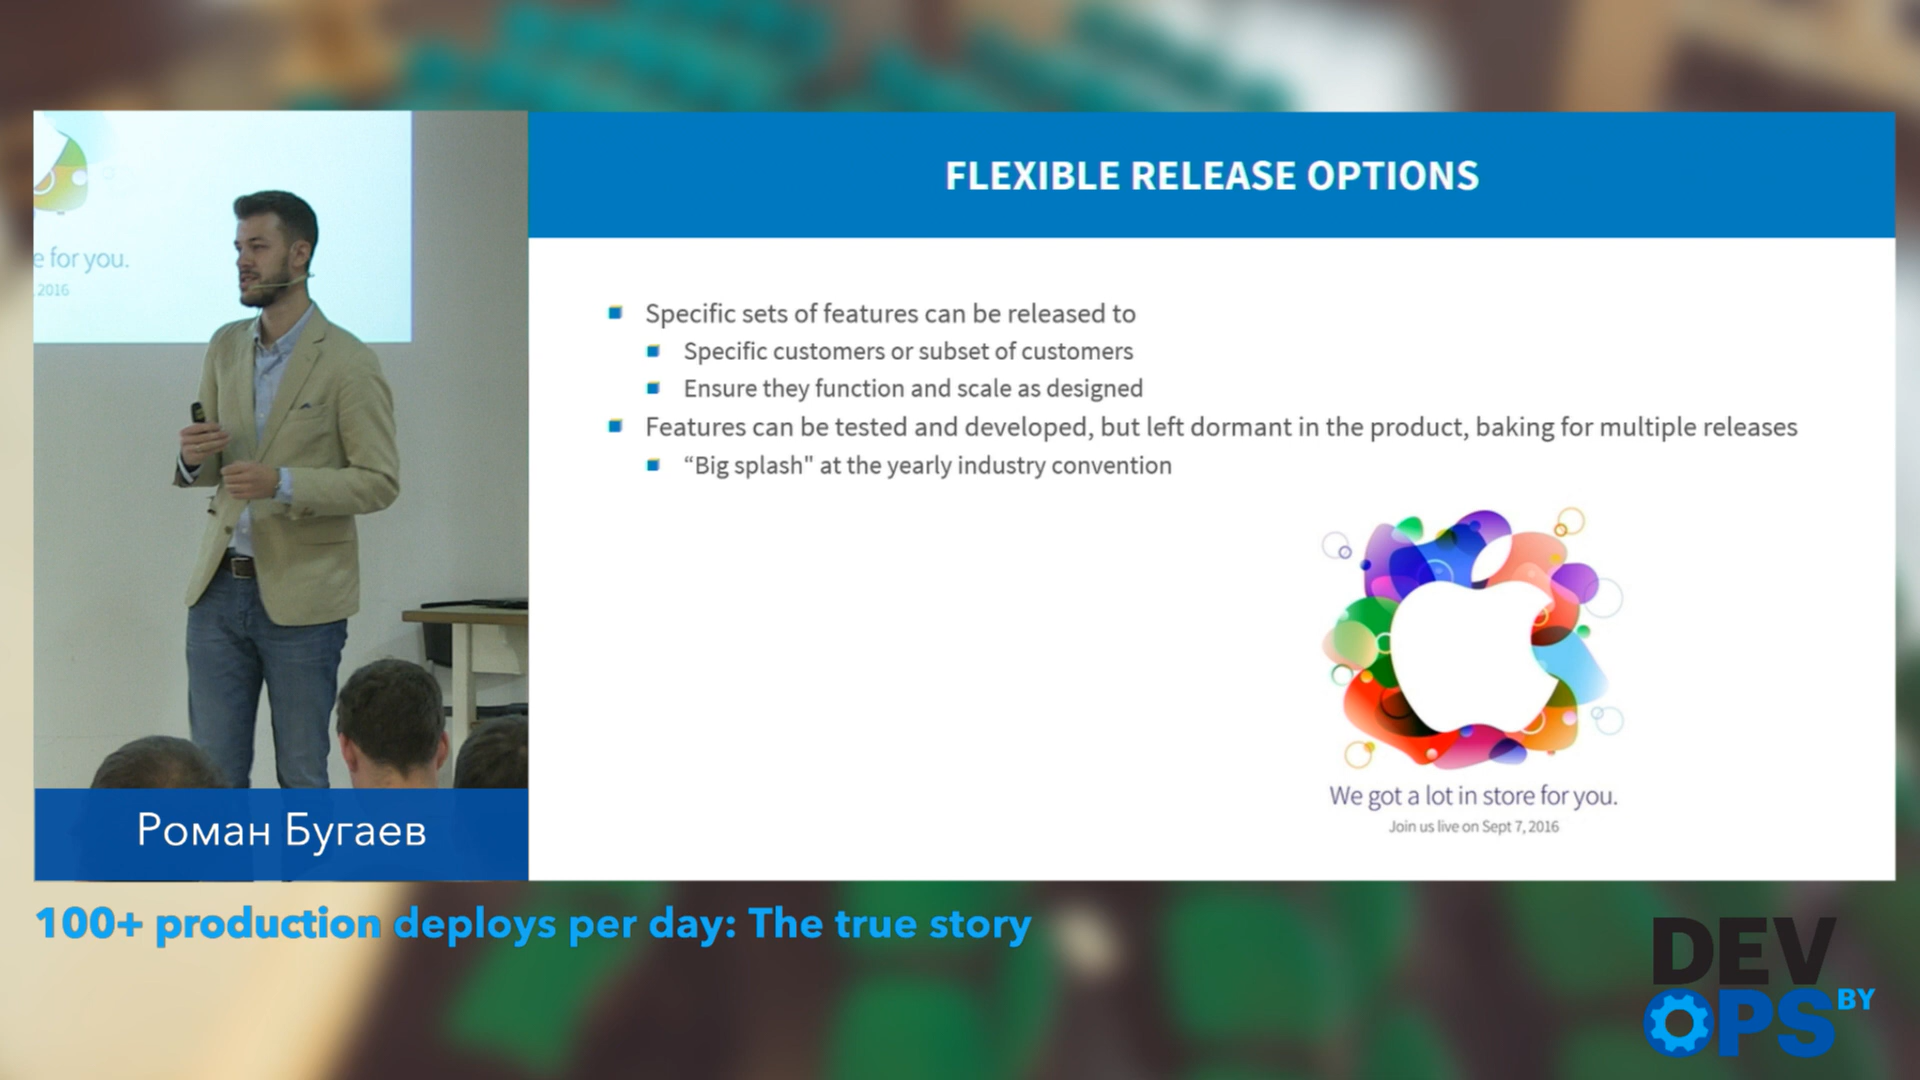 FLEXIBLE RELEASE OPTIONS
e for you.
2016
Specific sets of features can be released to
Specific customers or subset of customers
Ensure they function and scale as designed
Features can be tested and developed, but left dormant in the product, baking for multiple releases
“Big splash" at the yearly industry convention
We got a lot in store for you.
Join us live on Sept 7, 2016
Роман Бугаев
100+ production deploys per day: The true story
DEV
OPS BY